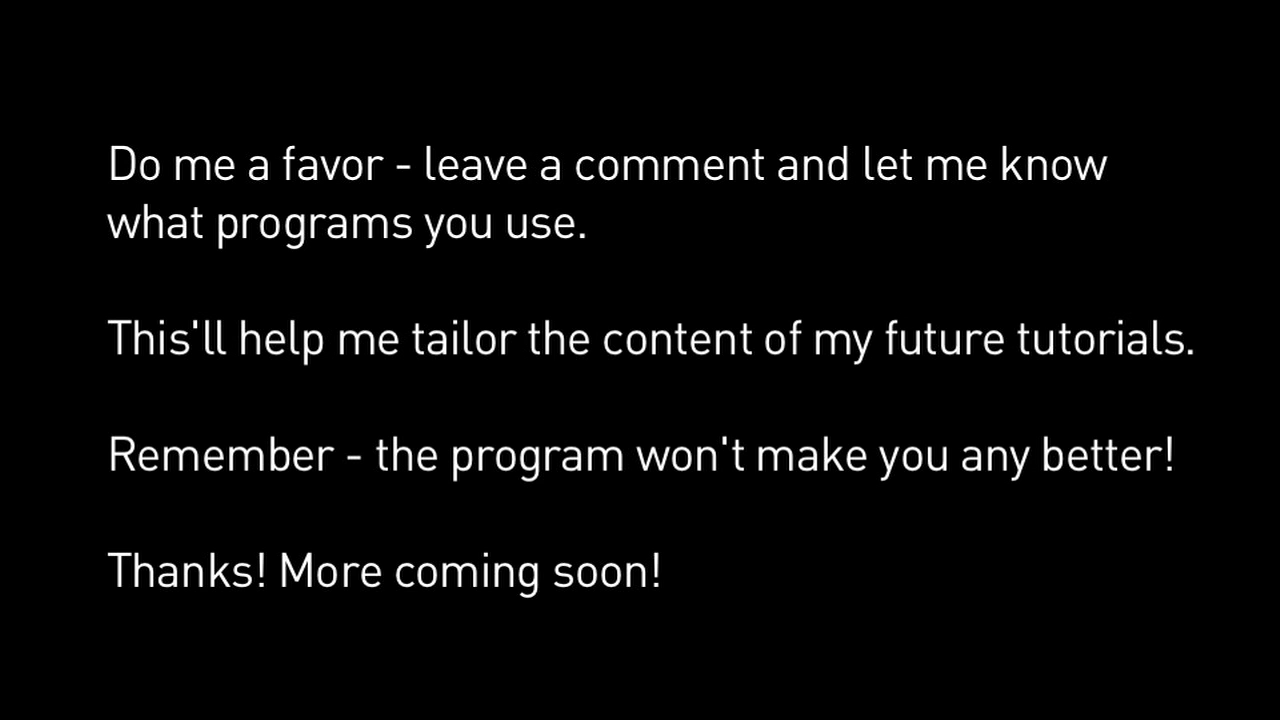 Do me a favor - leave a comment and let me know
what programs you use.
This'll help me tailor the content of my future tutorials.
Remember - the program won't make you any better!
Thanks! More coming soon!